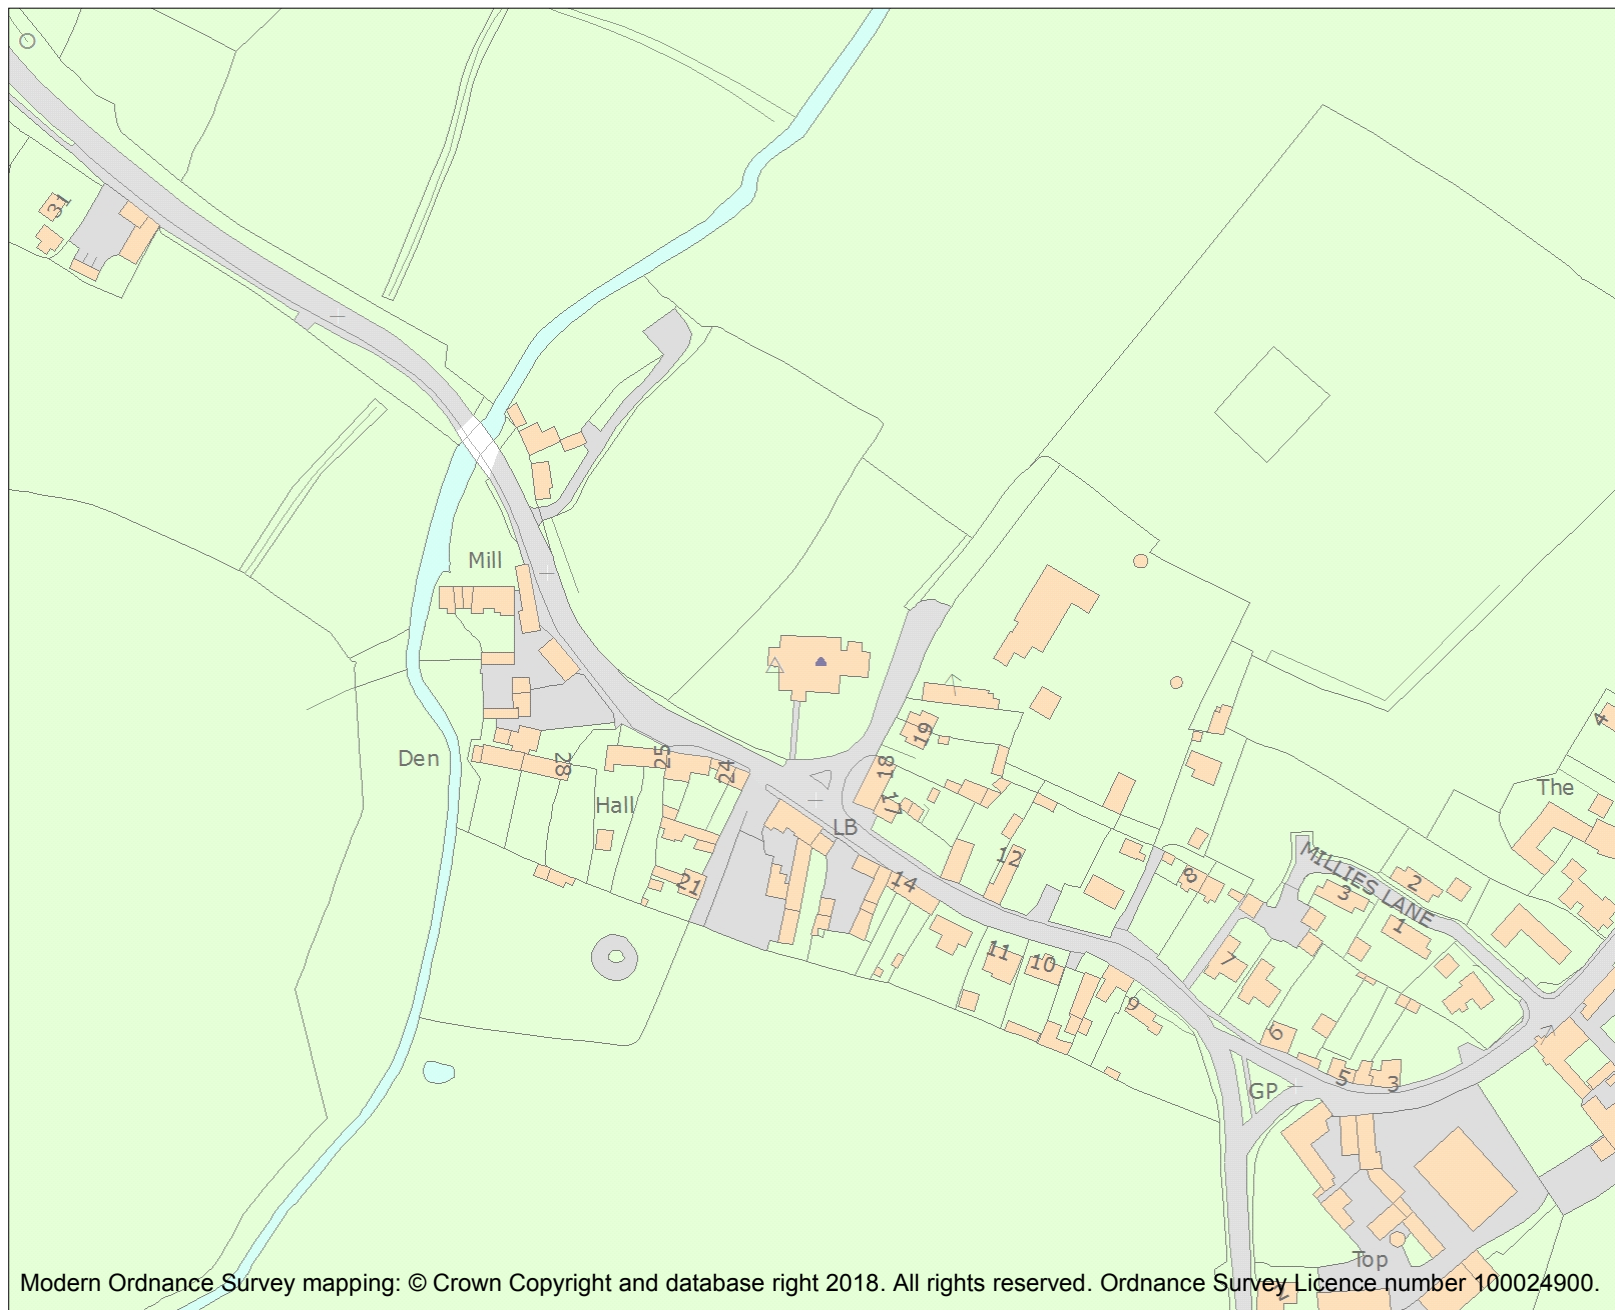 31
Mill
Den
28
25
24
Hall
21
19
18
17
LB
12
14
11
10
9
8
7
6
5
3
GP
MILLIES LANE
2
3
1
4
The
Top
Modern Ordnance Survey mapping: © Crown Copyright and database right 2018. All rights reserved. Ordnance Survey Licence number 100024900.